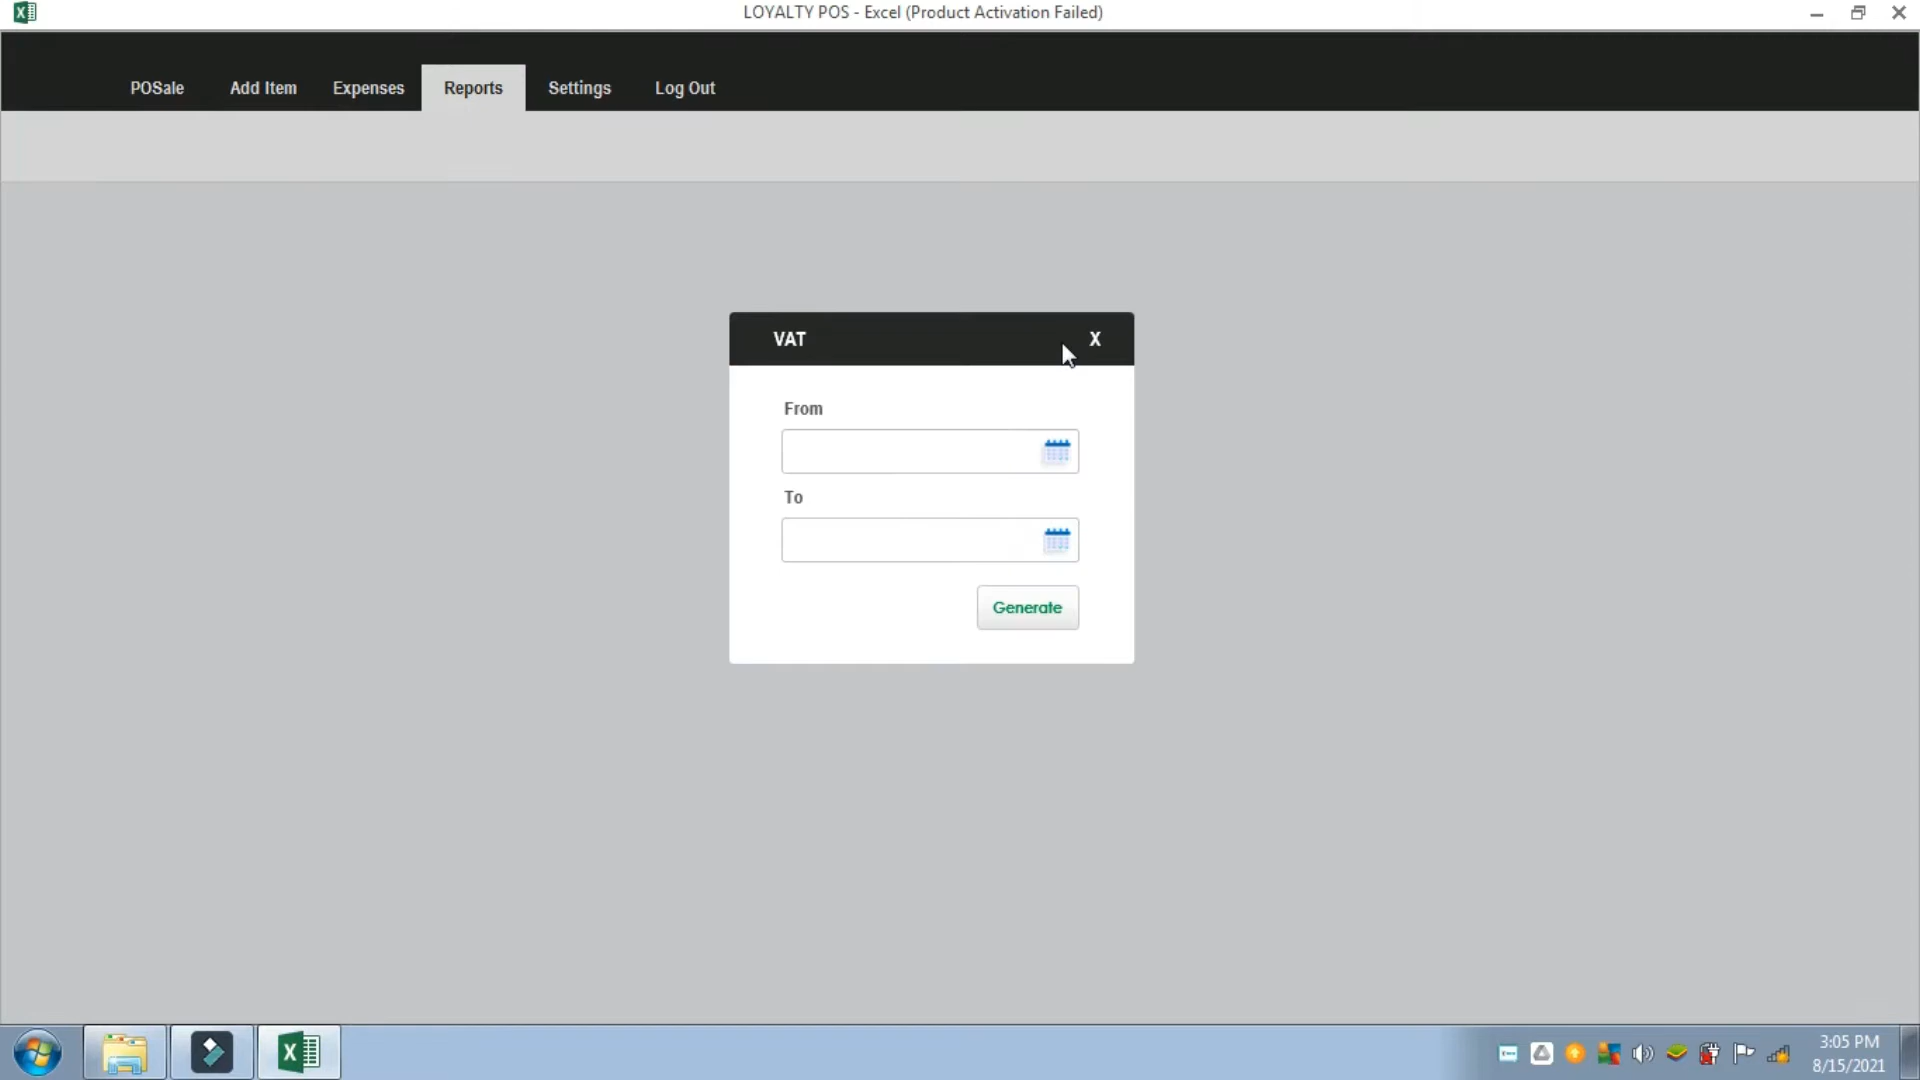 LOYALTY POS - Excel (Product Activation Failed)
POSale Add Item Expenses Reports Settings Log Out
VAT X
From
To
Generate
3:05 PM
8/15/2021